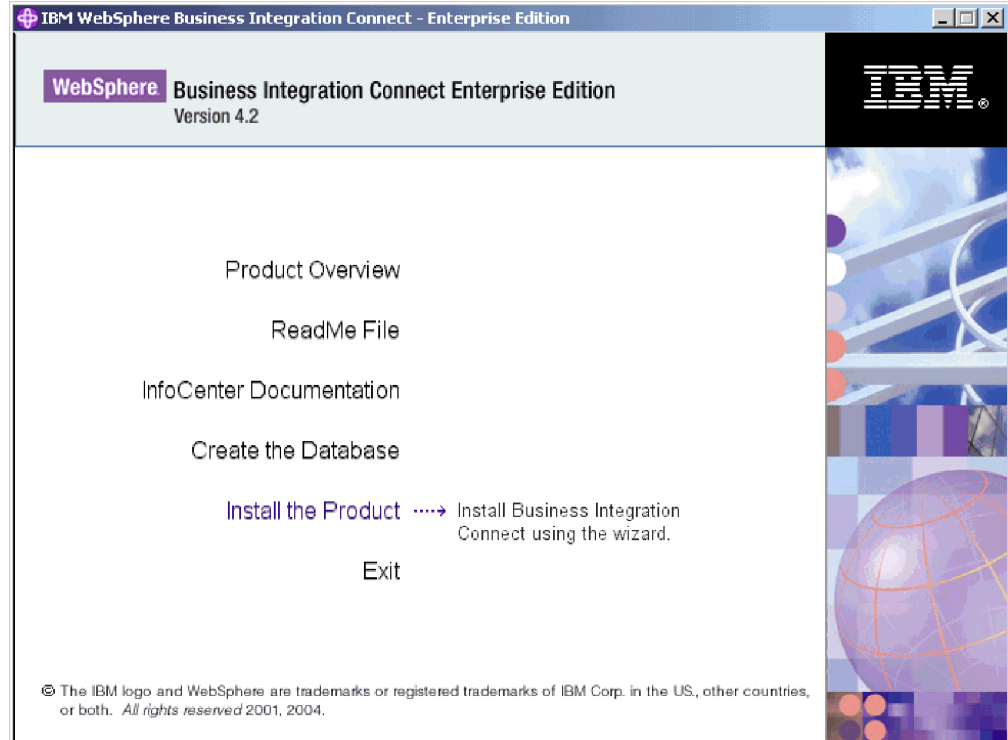 IBM WebSphere Business Integration Connect - Enterprise Edition
WebSphere. Business Integration Connect Enterprise Edition
Version 4.2
IBM®
Product Overview
ReadMe File
InfoCenter Documentation
Create the Database
Install the Product
Install Business Integration
Connect using the wizard.
Exit
© The IBM logo and WebSphere are trademarks or registered trademarks of IBM Corp. in the US., other countries,
or both. All rights reserved 2001, 2004.